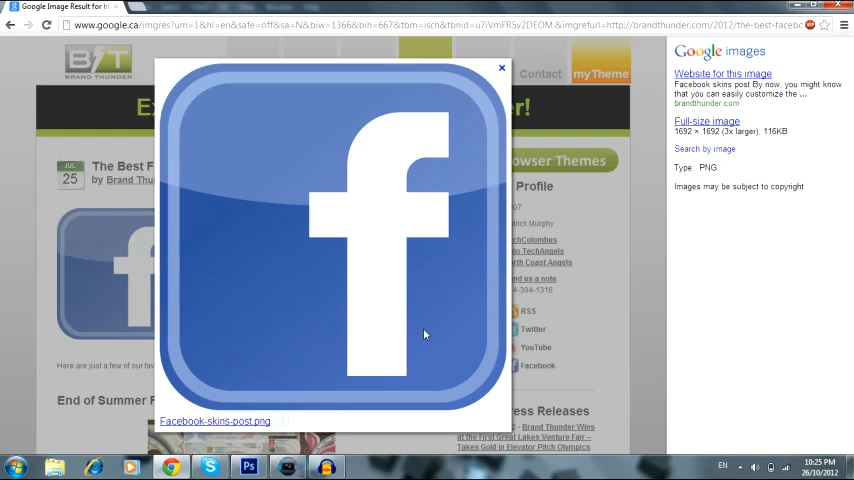 Google Image Result for ht
www.google.ca/imgres?um=1&hl=en&safe=off&sa=N&biw=1366&bih=667&tbm=isch&tbnid=u7iVmFR5v2DEOM:&imgrefurl=http://brandthunder.com/2012/the-best-facebo
B/T
BRAND THUNDER
Contact
myTheme
E
r!
JUL
25
The Best F
by Brand Thu
rowser Themes
Profile
07
trick Murphy
chColumbus
io TechAngels
orth Coast Angels
nd us a note
-304-1316
RSS
Twitter
YouTube
Facebook
Here are just a few of our fav
End of Summer F
Facebook-skins-post.png
ress Releases
- Brand Thunder Wins
at the First Great Lakes Venture Fair –
Takes Gold in Elevator Pitch Olympics
Google images
Website for this image
Facebook skins post By now, you might know
that you can easily customize the ...
brandthunder.com
Full-size image
1692 × 1692 (3x larger), 116KB
Search by image
Type: PNG
Images may be subject to copyright
Ps
EN
10:25 PM
26/10/2012